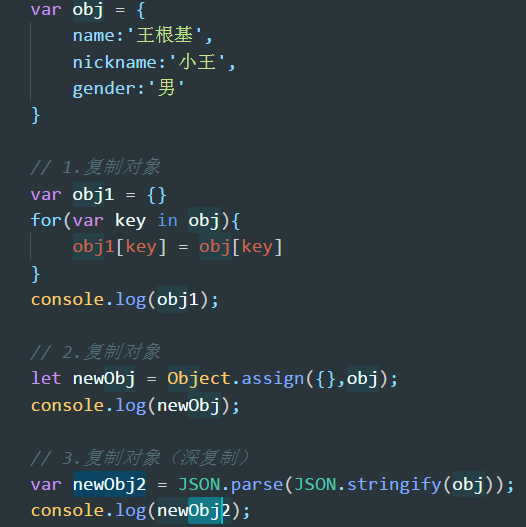 var obj = {
name:'王根基',
nickname:'小王',
gender:'男'
}
// 1.复制对象
var obj1 = {}
for(var key in obj){
obj1[key] = obj[key]
}
console.log(obj1);
// 2.复制对象
let newObj = Object.assign({},obj);
console.log(newObj);
// 3.复制对象（深复制）
var newObj2 = JSON.parse(JSON.stringify(obj));
console.log(newObj2);